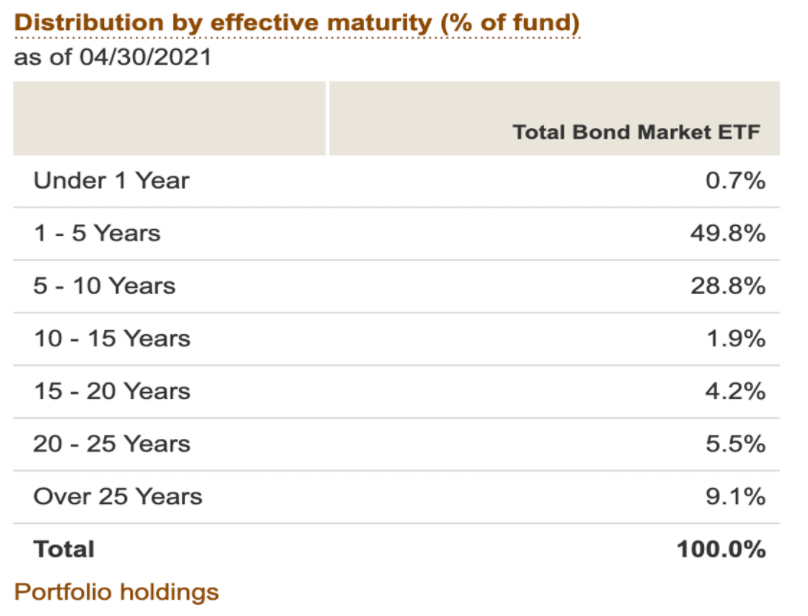 Distribution by effective maturity (% of fund)
as of 04/30/2021
Total Bond Market ETF
Under 1 Year 0.7%
1 - 5 Years 49.8%
5 - 10 Years 28.8%
10 - 15 Years 1.9%
15 - 20 Years 4.2%
20 - 25 Years 5.5%
Over 25 Years 9.1%
Total 100.0%
Portfolio holdings